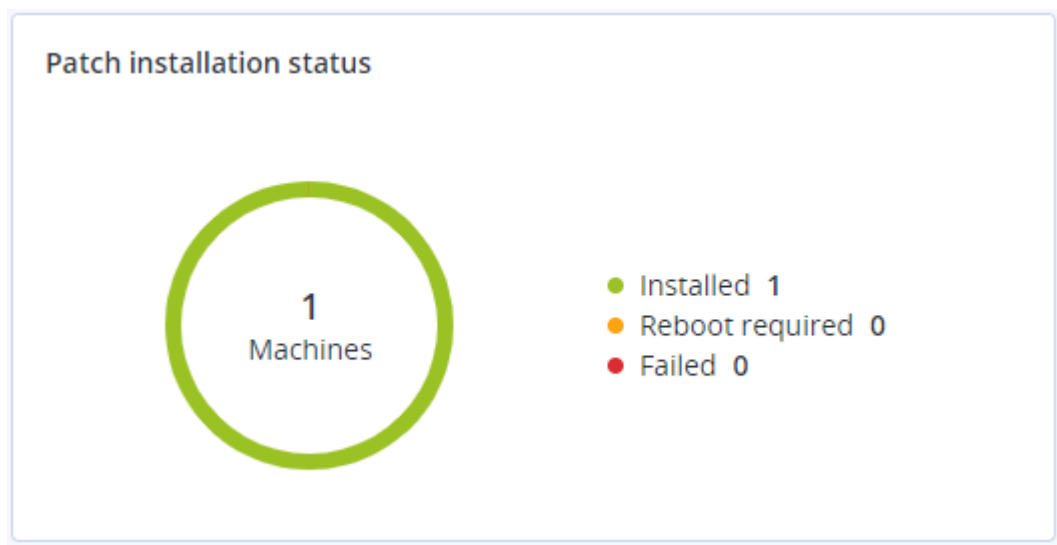 Patch installation status
1
Machines
Installed 1
Reboot required 0
Failed 0